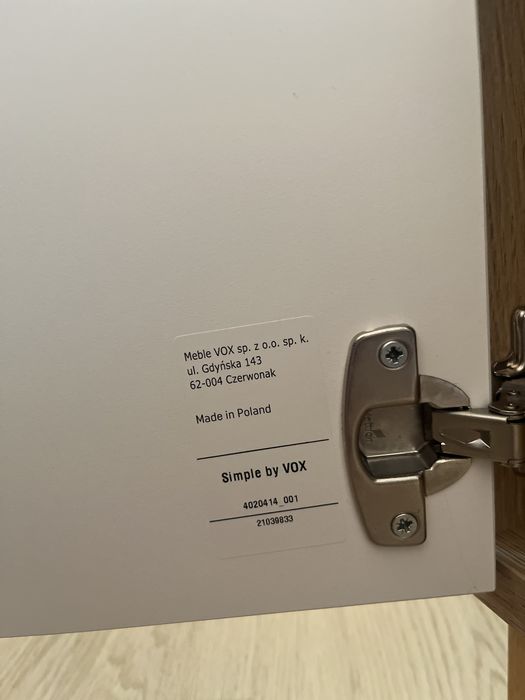 Meble VOX sp. z o.o. sp. k.
ul. Gdyńska 143
62-004 Czerwonak
Made in Poland
Simple by VOX
4020414_001
21039833